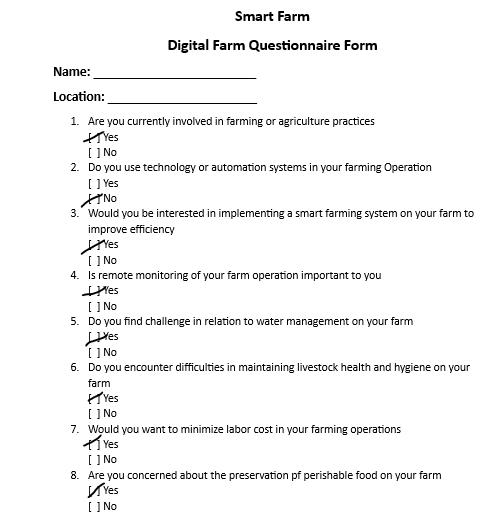 Smart Farm
Digital Farm Questionnaire Form
Name: ___________________________
Location: _________________________
1. Are you currently involved in farming or agriculture practices
[ ] Yes
[ ] No
2. Do you use technology or automation systems in your farming Operation
[ ] Yes
[ ] No
3. Would you be interested in implementing a smart farming system on your farm to
improve efficiency
[ ] Yes
[ ] No
4. Is remote monitoring of your farm operation important to you
[ ] Yes
[ ] No
5. Do you find challenge in relation to water management on your farm
[ ] Yes
[ ] No
6. Do you encounter difficulties in maintaining livestock health and hygiene on your
farm
[ ] Yes
[ ] No
7. Would you want to minimize labor cost in your farming operations
[ ] Yes
[ ] No
8. Are you concerned about the preservation pf perishable food on your farm
[ ] Yes
[ ] No